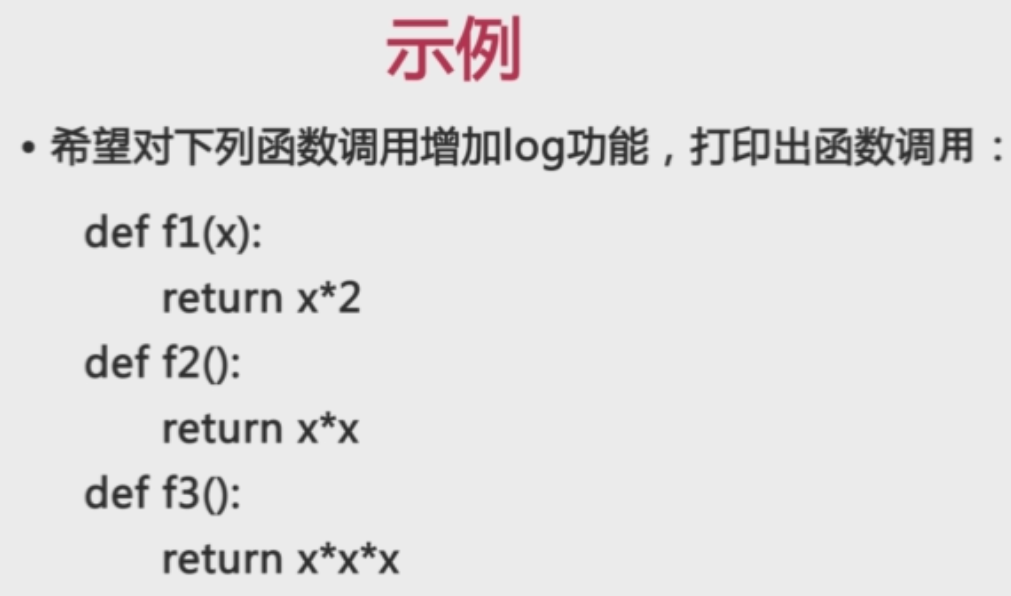 示例
• 希望对下列函数调用增加log功能，打印出函数调用：
def f1(x):
return x*2
def f2():
return x*x
def f3():
return x*x*x